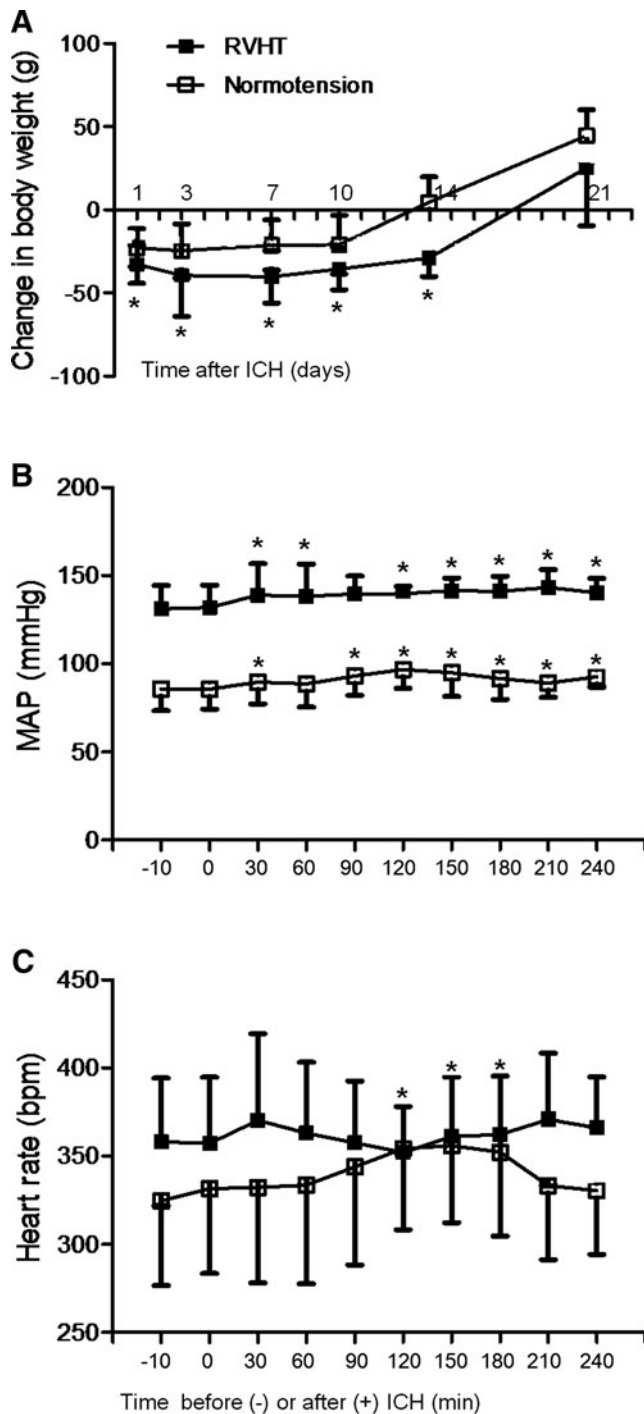 A
Change in body weight (g)
100
50
0
-50
-100
RVHT
Normotension
1 3 7 10 14 21
* * * * *
Time after ICH (days)
B
MAP (mmHg)
200
150
100
50
0
* * * * * * *
* * * * * * *
-10 0 30 60 90 120 150 180 210 240
C
Heart rate (bpm)
450
400
350
300
250
* * *
-10 0 30 60 90 120 150 180 210 240
Time before (-) or after (+) ICH (min)